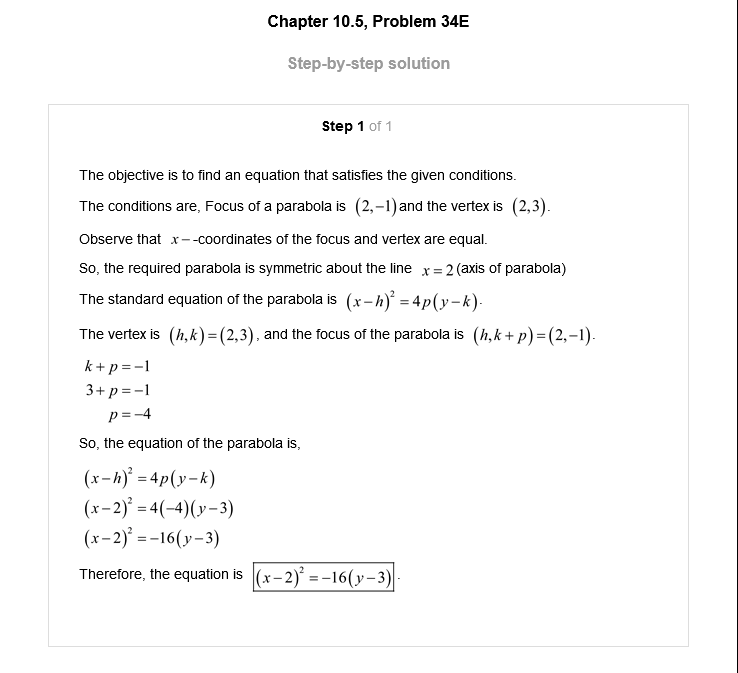 Chapter 10.5, Problem 34E
Step-by-step solution
Step 1 of 1
The objective is to find an equation that satisfies the given conditions.
The conditions are, Focus of a parabola is (2,−1) and the vertex is (2,3).
Observe that x−-coordinates of the focus and vertex are equal.
So, the required parabola is symmetric about the line x = 2 (axis of parabola)
The standard equation of the parabola is (x−h)² = 4p(y−k).
The vertex is (h,k) = (2,3), and the focus of the parabola is (h,k+p) = (2,−1).
k + p = −1
3 + p = −1
p = −4
So, the equation of the parabola is,
(x−h)² = 4p(y−k)
(x−2)² = 4(−4)(y−3)
(x−2)² = −16(y−3)
Therefore, the equation is (x−2)² = −16(y−3).